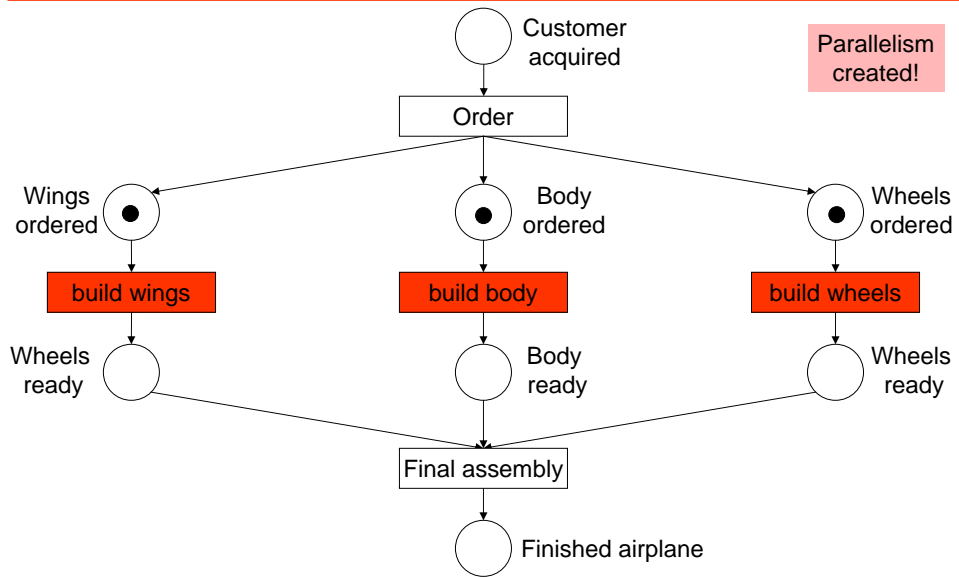 Customer
acquired
Parallelism
created!
Order
Wings
ordered
Body
ordered
Wheels
ordered
build wings
build body
build wheels
Wheels
ready
Body
ready
Wheels
ready
Final assembly
Finished airplane